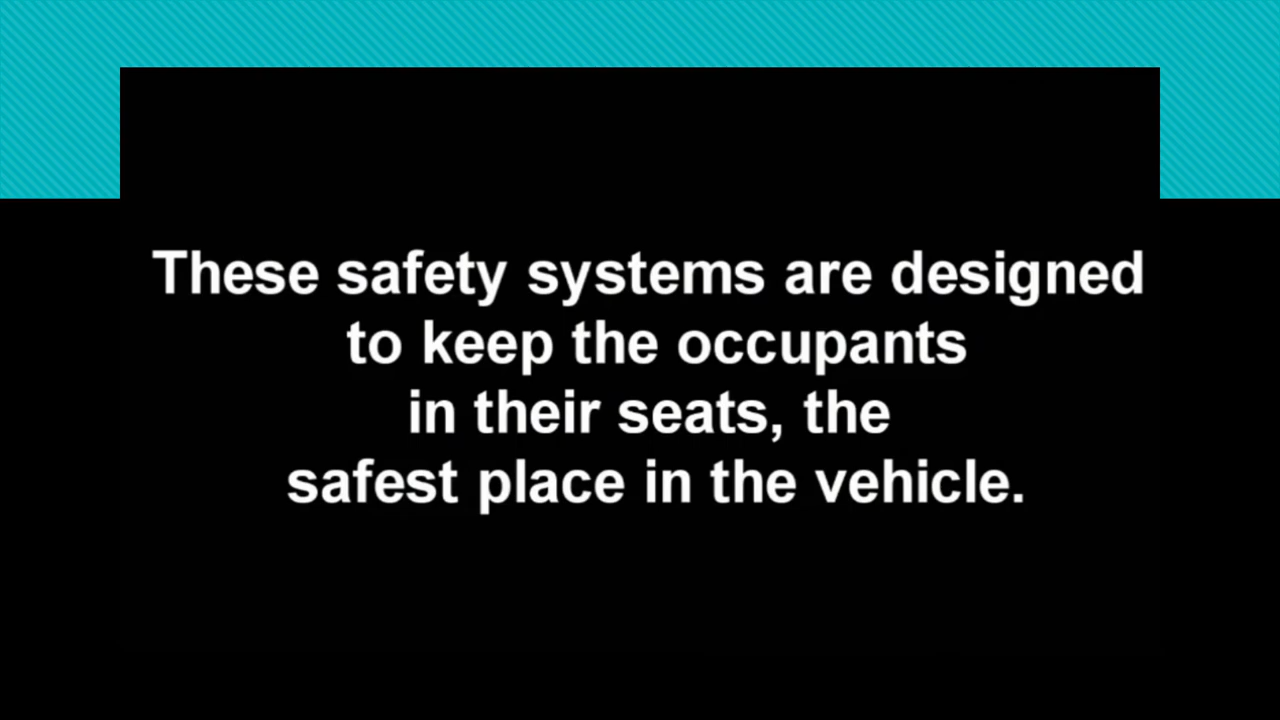 These safety systems are designed
to keep the occupants
in their seats, the
safest place in the vehicle.